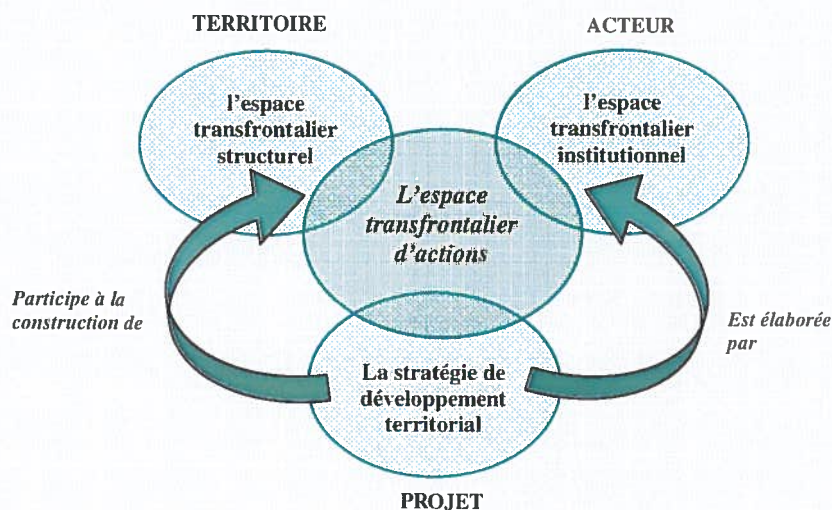 TERRITOIRE
ACTEUR
l'espace
transfrontalier
structurel
l'espace
transfrontalier
institutionnel
L'espace
transfrontalier
d'actions
Participe à la
construction de
Est élaborée
par
La stratégie de
développement
territorial
PROJET